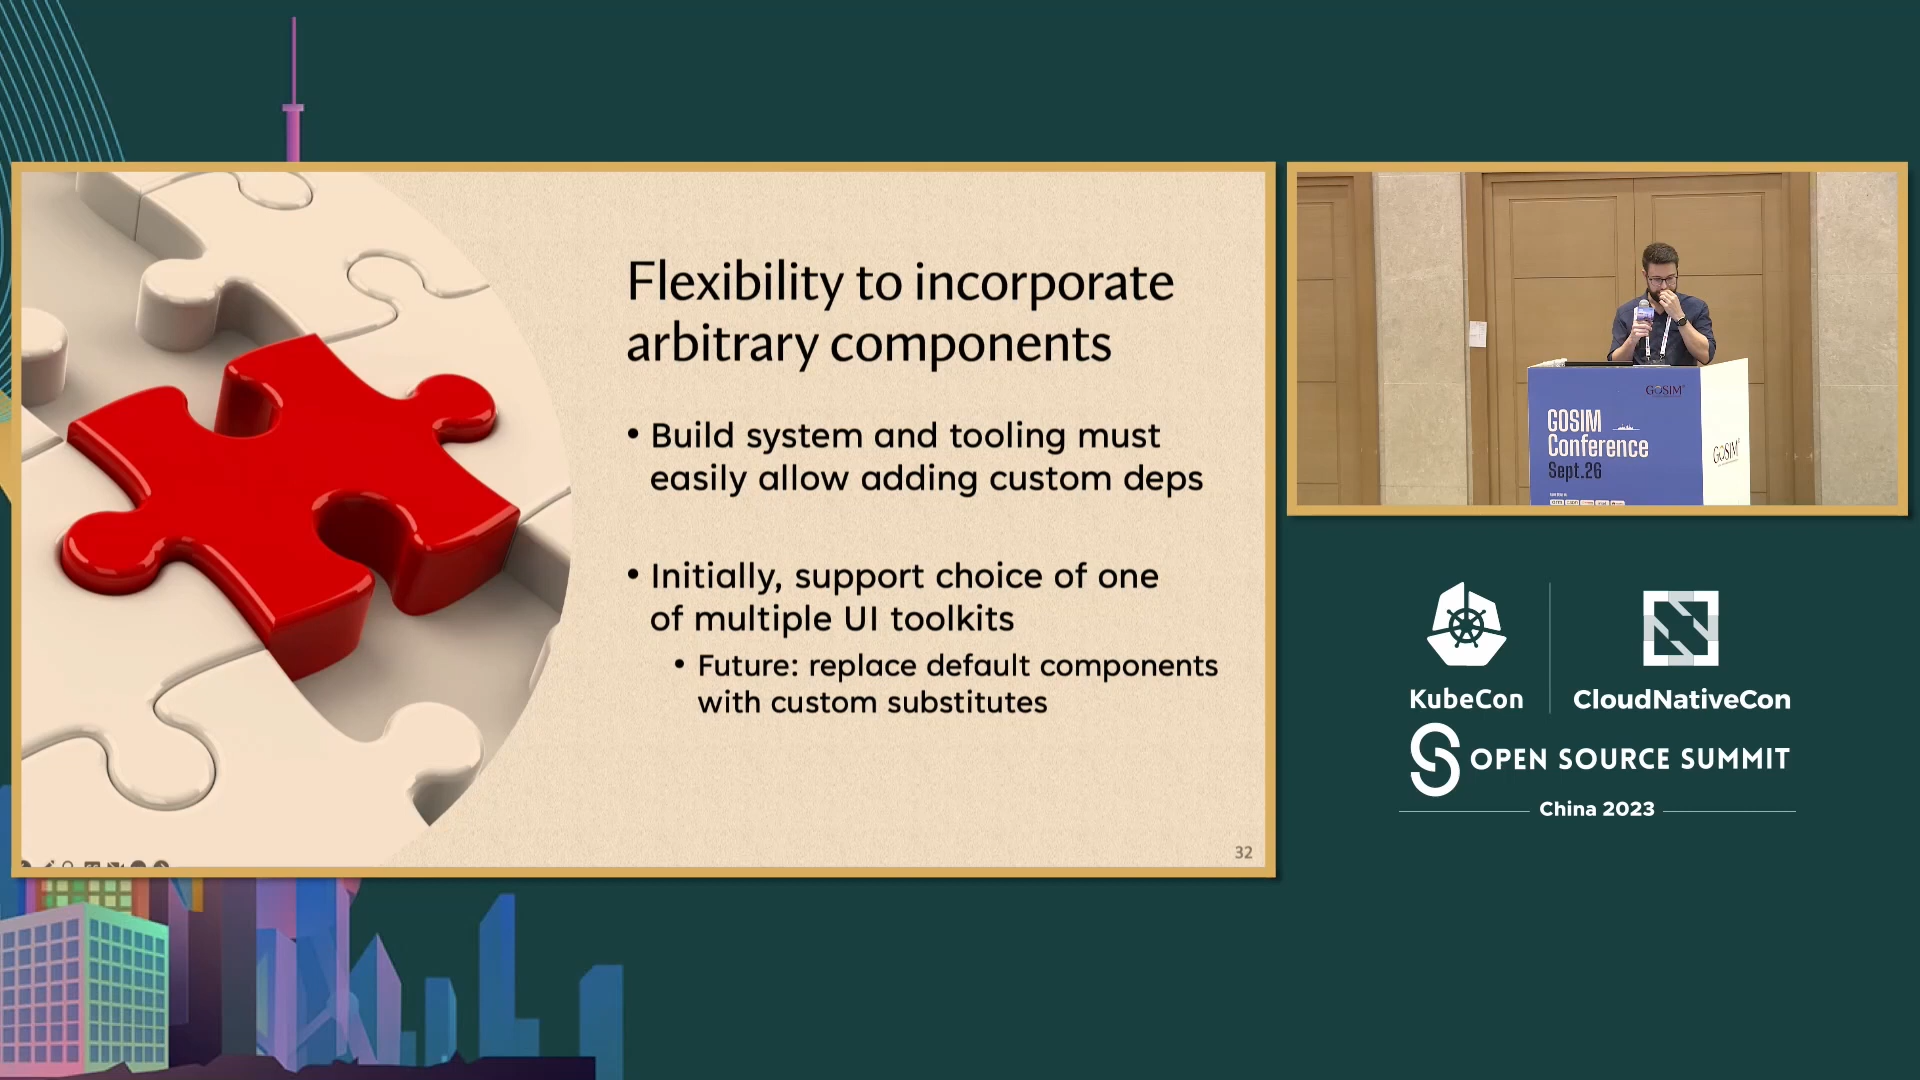 Flexibility to incorporate
arbitrary components
• Build system and tooling must
easily allow adding custom deps
• Initially, support choice of one
of multiple UI toolkits
• Future: replace default components
with custom substitutes
32
GOSIM
GOSIM
Conference
Sept.26
GOSIM
KubeCon
CloudNativeCon
OPEN SOURCE SUMMIT
China 2023